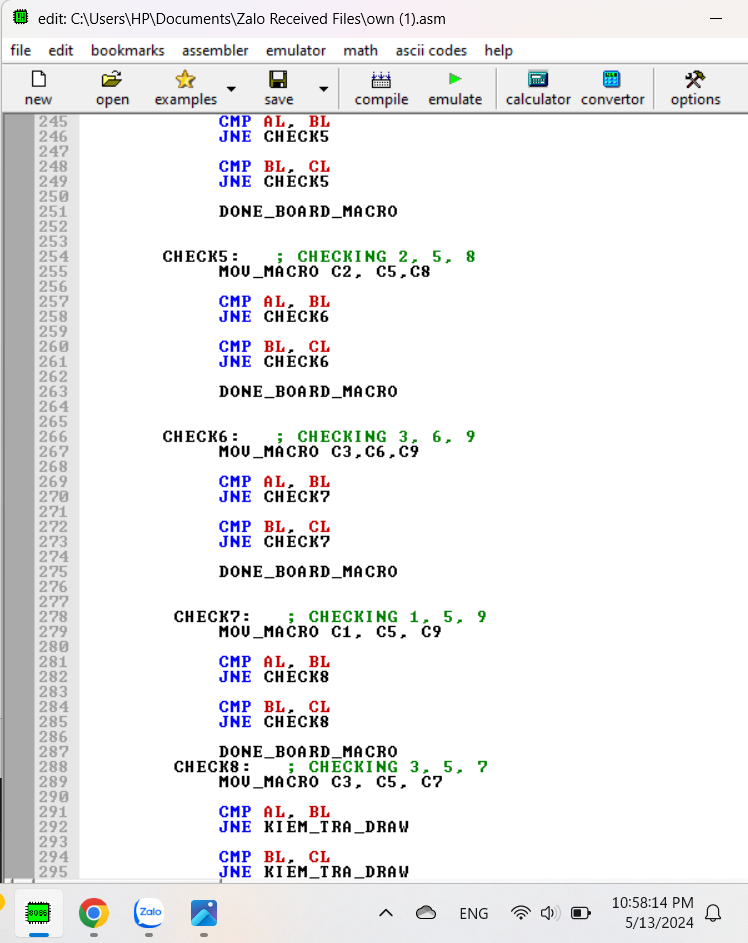 edit: C:\Users\HP\Documents\Zalo Received Files\own (1).asm
file edit bookmarks assembler emulator math ascii codes help
new open examples save compile emulate calculator convertor options
245 CMP AL, BL
246 JNE CHECK5
247
248 CMP BL, CL
249 JNE CHECK5
250
251 DONE_BOARD_MACRO
252
253
254 CHECK5: ; CHECKING 2, 5, 8
255 MOV_MACRO C2, C5,C8
256
257 CMP AL, BL
258 JNE CHECK6
259
260 CMP BL, CL
261 JNE CHECK6
262
263 DONE_BOARD_MACRO
264
265
266 CHECK6: ; CHECKING 3, 6, 9
267 MOV_MACRO C3,C6,C9
268
269 CMP AL, BL
270 JNE CHECK7
271
272 CMP BL, CL
273 JNE CHECK7
274
275 DONE_BOARD_MACRO
276
277
278 CHECK7: ; CHECKING 1, 5, 9
279 MOV_MACRO C1, C5, C9
280
281 CMP AL, BL
282 JNE CHECK8
283
284 CMP BL, CL
285 JNE CHECK8
286
287 DONE_BOARD_MACRO
288 CHECK8: ; CHECKING 3, 5, 7
289 MOV_MACRO C3, C5, C7
290
291 CMP AL, BL
292 JNE KIEM_TRA_DRAW
293
294 CMP BL, CL
295 JNE KIEM_TRA_DRAW
8086 Zalo ENG 10:58:14 PM
5/13/2024